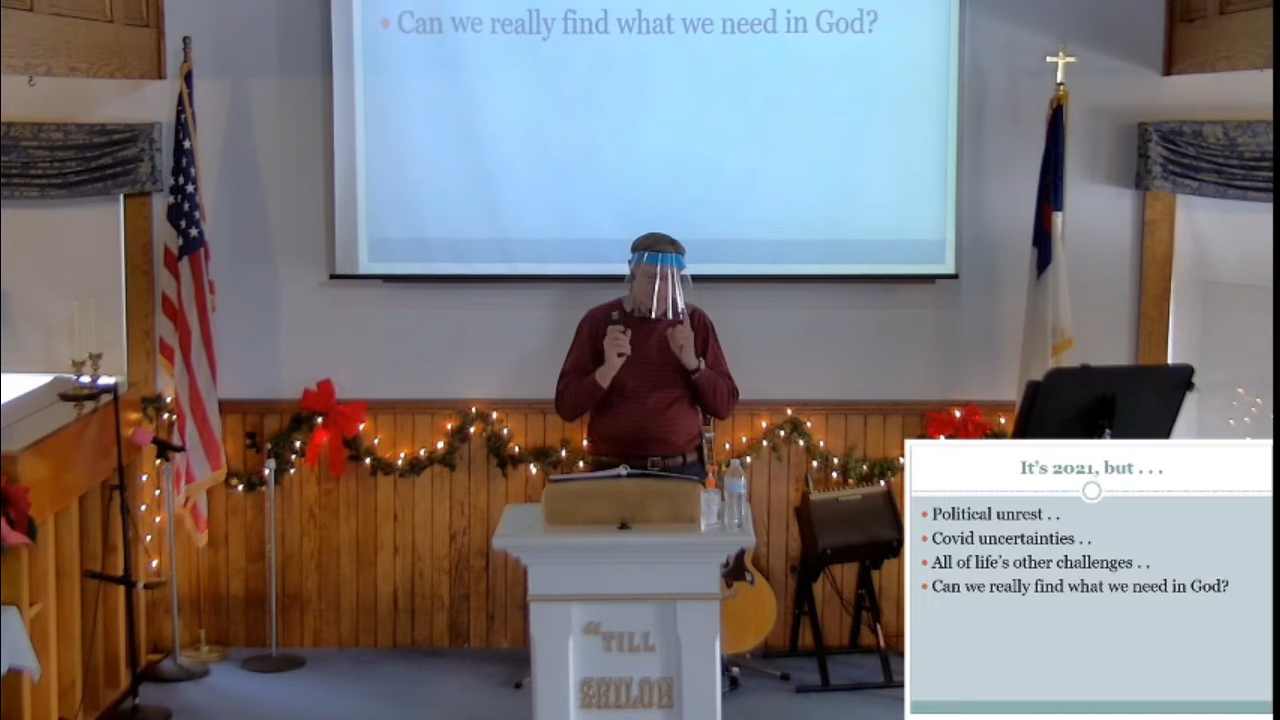 • Can we really find what we need in God?
“TILL
SHILOH
It’s 2021, but . . .
• Political unrest . .
• Covid uncertainties . .
• All of life’s other challenges . .
• Can we really find what we need in God?